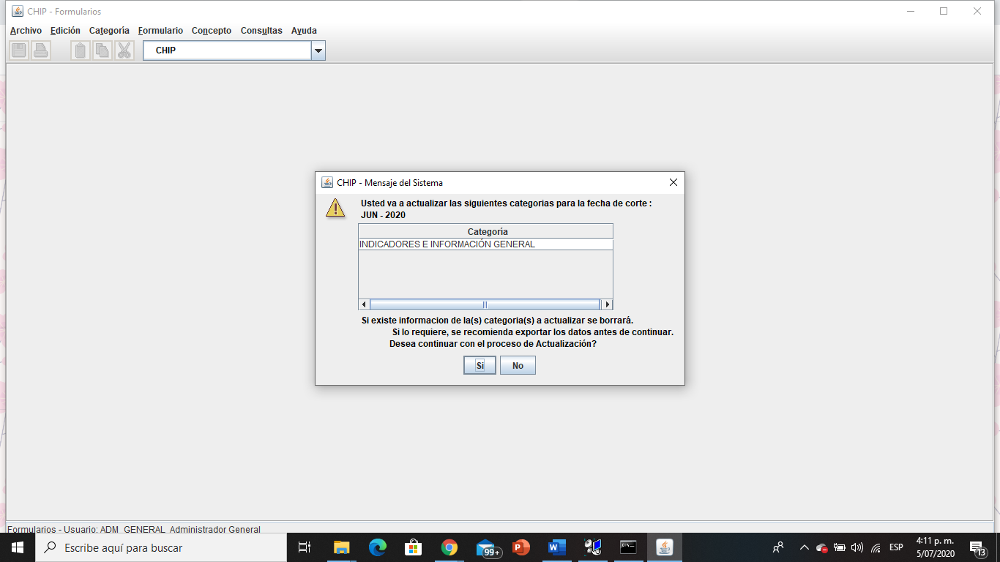 CHIP - Formularios
Archivo Edición Categoría Formulario Concepto Consultas Ayuda
CHIP
CHIP - Mensaje del Sistema
Usted va a actualizar las siguientes categorias para la fecha de corte :
JUN - 2020
Categoría
INDICADORES E INFORMACIÓN GENERAL
Si existe informacion de la(s) categoria(s) a actualizar se borrará.
Si lo requiere, se recomienda exportar los datos antes de continuar.
Desea continuar con el proceso de Actualización?
Si No
Formularios - Usuario: ADM_GENERAL Administrador General
Escribe aquí para buscar
99+
ESP
4:11 p. m.
5/07/2020
13